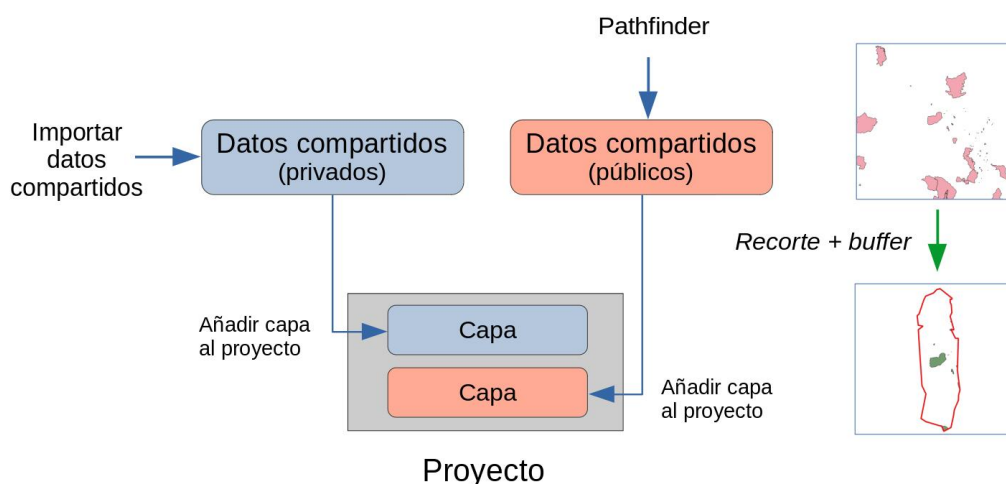 Pathfinder
Importar
datos
compartidos
Datos compartidos
(privados)
Datos compartidos
(públicos)
Recorte + buffer
Añadir capa
al proyecto
Capa
Capa
Añadir capa
al proyecto
Proyecto